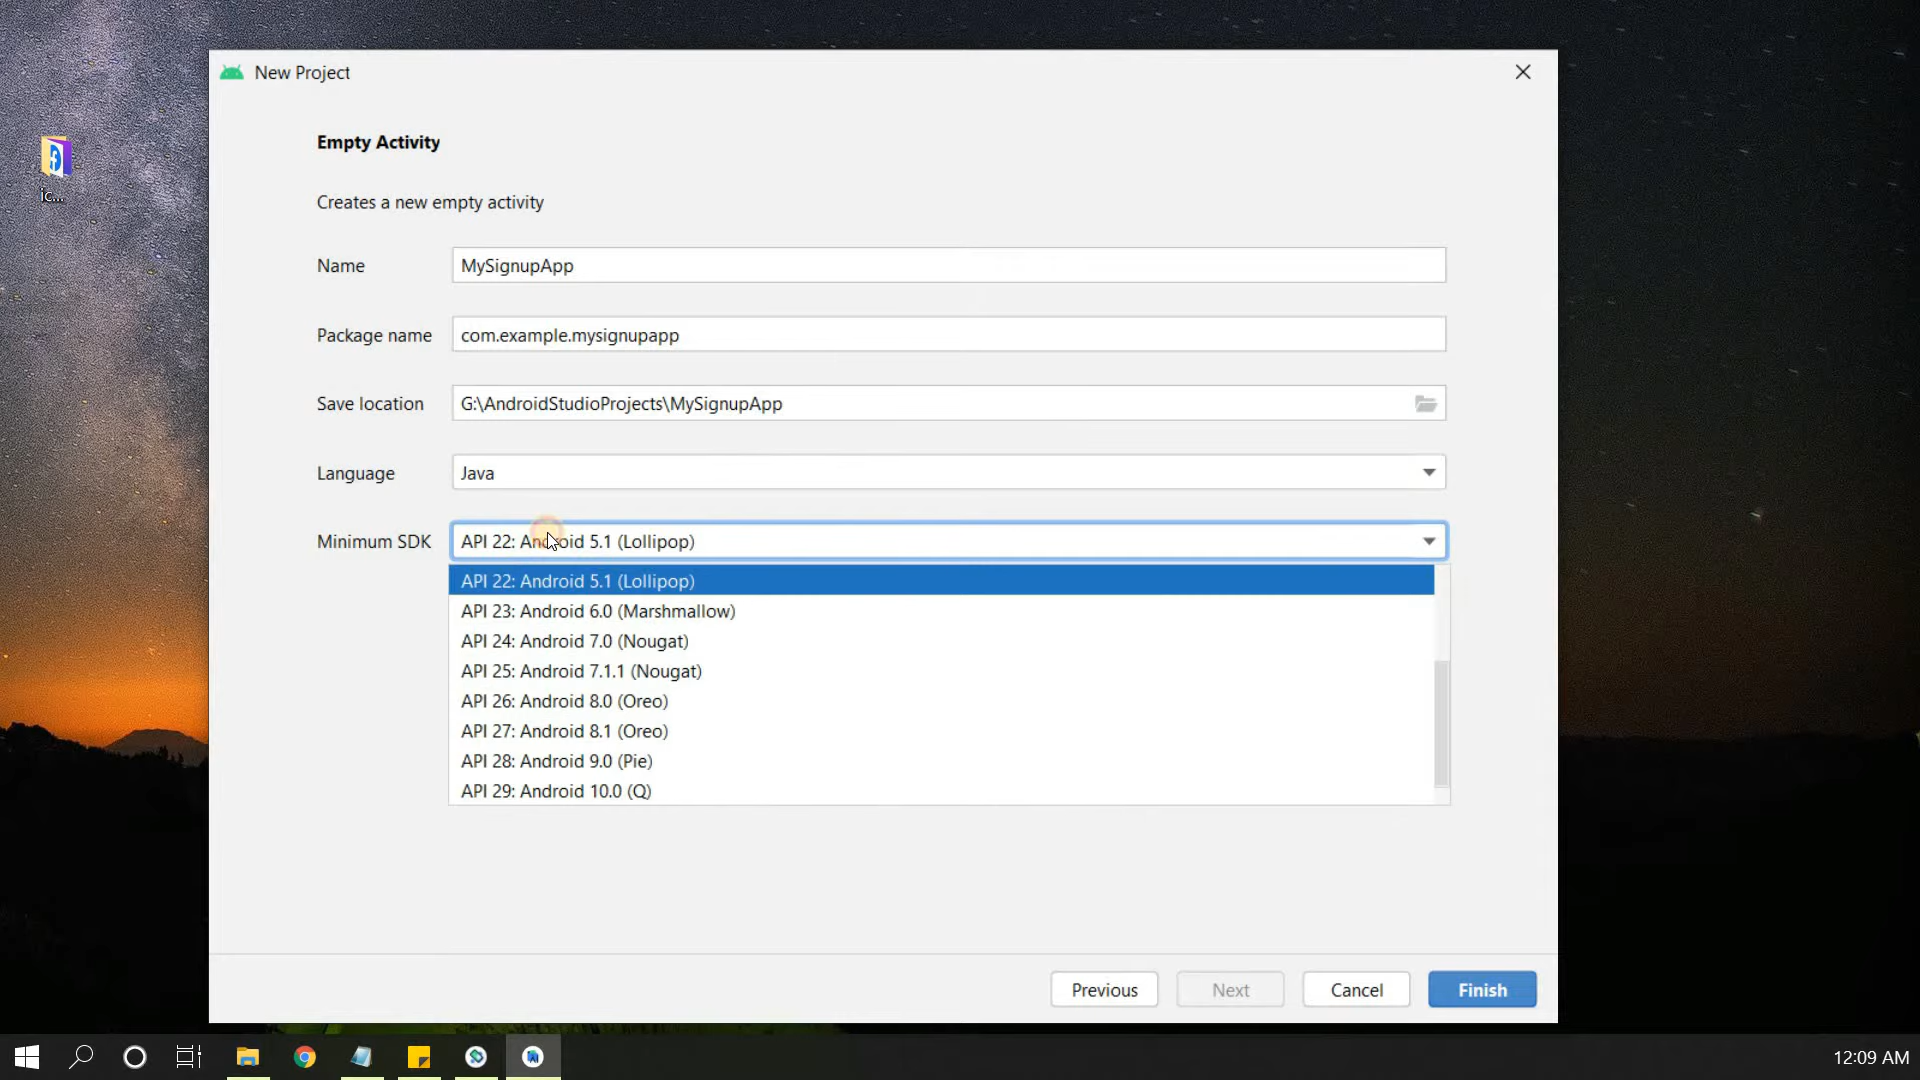 New Project
ic...
Empty Activity
Creates a new empty activity
Name MySignupApp
Package name com.example.mysignupapp
Save location G:\AndroidStudioProjects\MySignupApp
Language Java
Minimum SDK API 22: Android 5.1 (Lollipop)
API 22: Android 5.1 (Lollipop)
API 23: Android 6.0 (Marshmallow)
API 24: Android 7.0 (Nougat)
API 25: Android 7.1.1 (Nougat)
API 26: Android 8.0 (Oreo)
API 27: Android 8.1 (Oreo)
API 28: Android 9.0 (Pie)
API 29: Android 10.0 (Q)
Previous Next Cancel Finish
12:09 AM